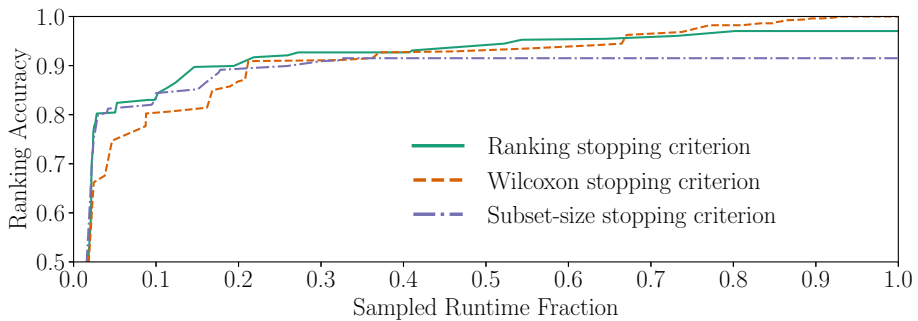 Ranking Accuracy
1.0
0.9
0.8
0.7
0.6
0.5
Ranking stopping criterion
Wilcoxon stopping criterion
Subset-size stopping criterion
0.0 0.1 0.2 0.3 0.4 0.5 0.6 0.7 0.8 0.9 1.0
Sampled Runtime Fraction